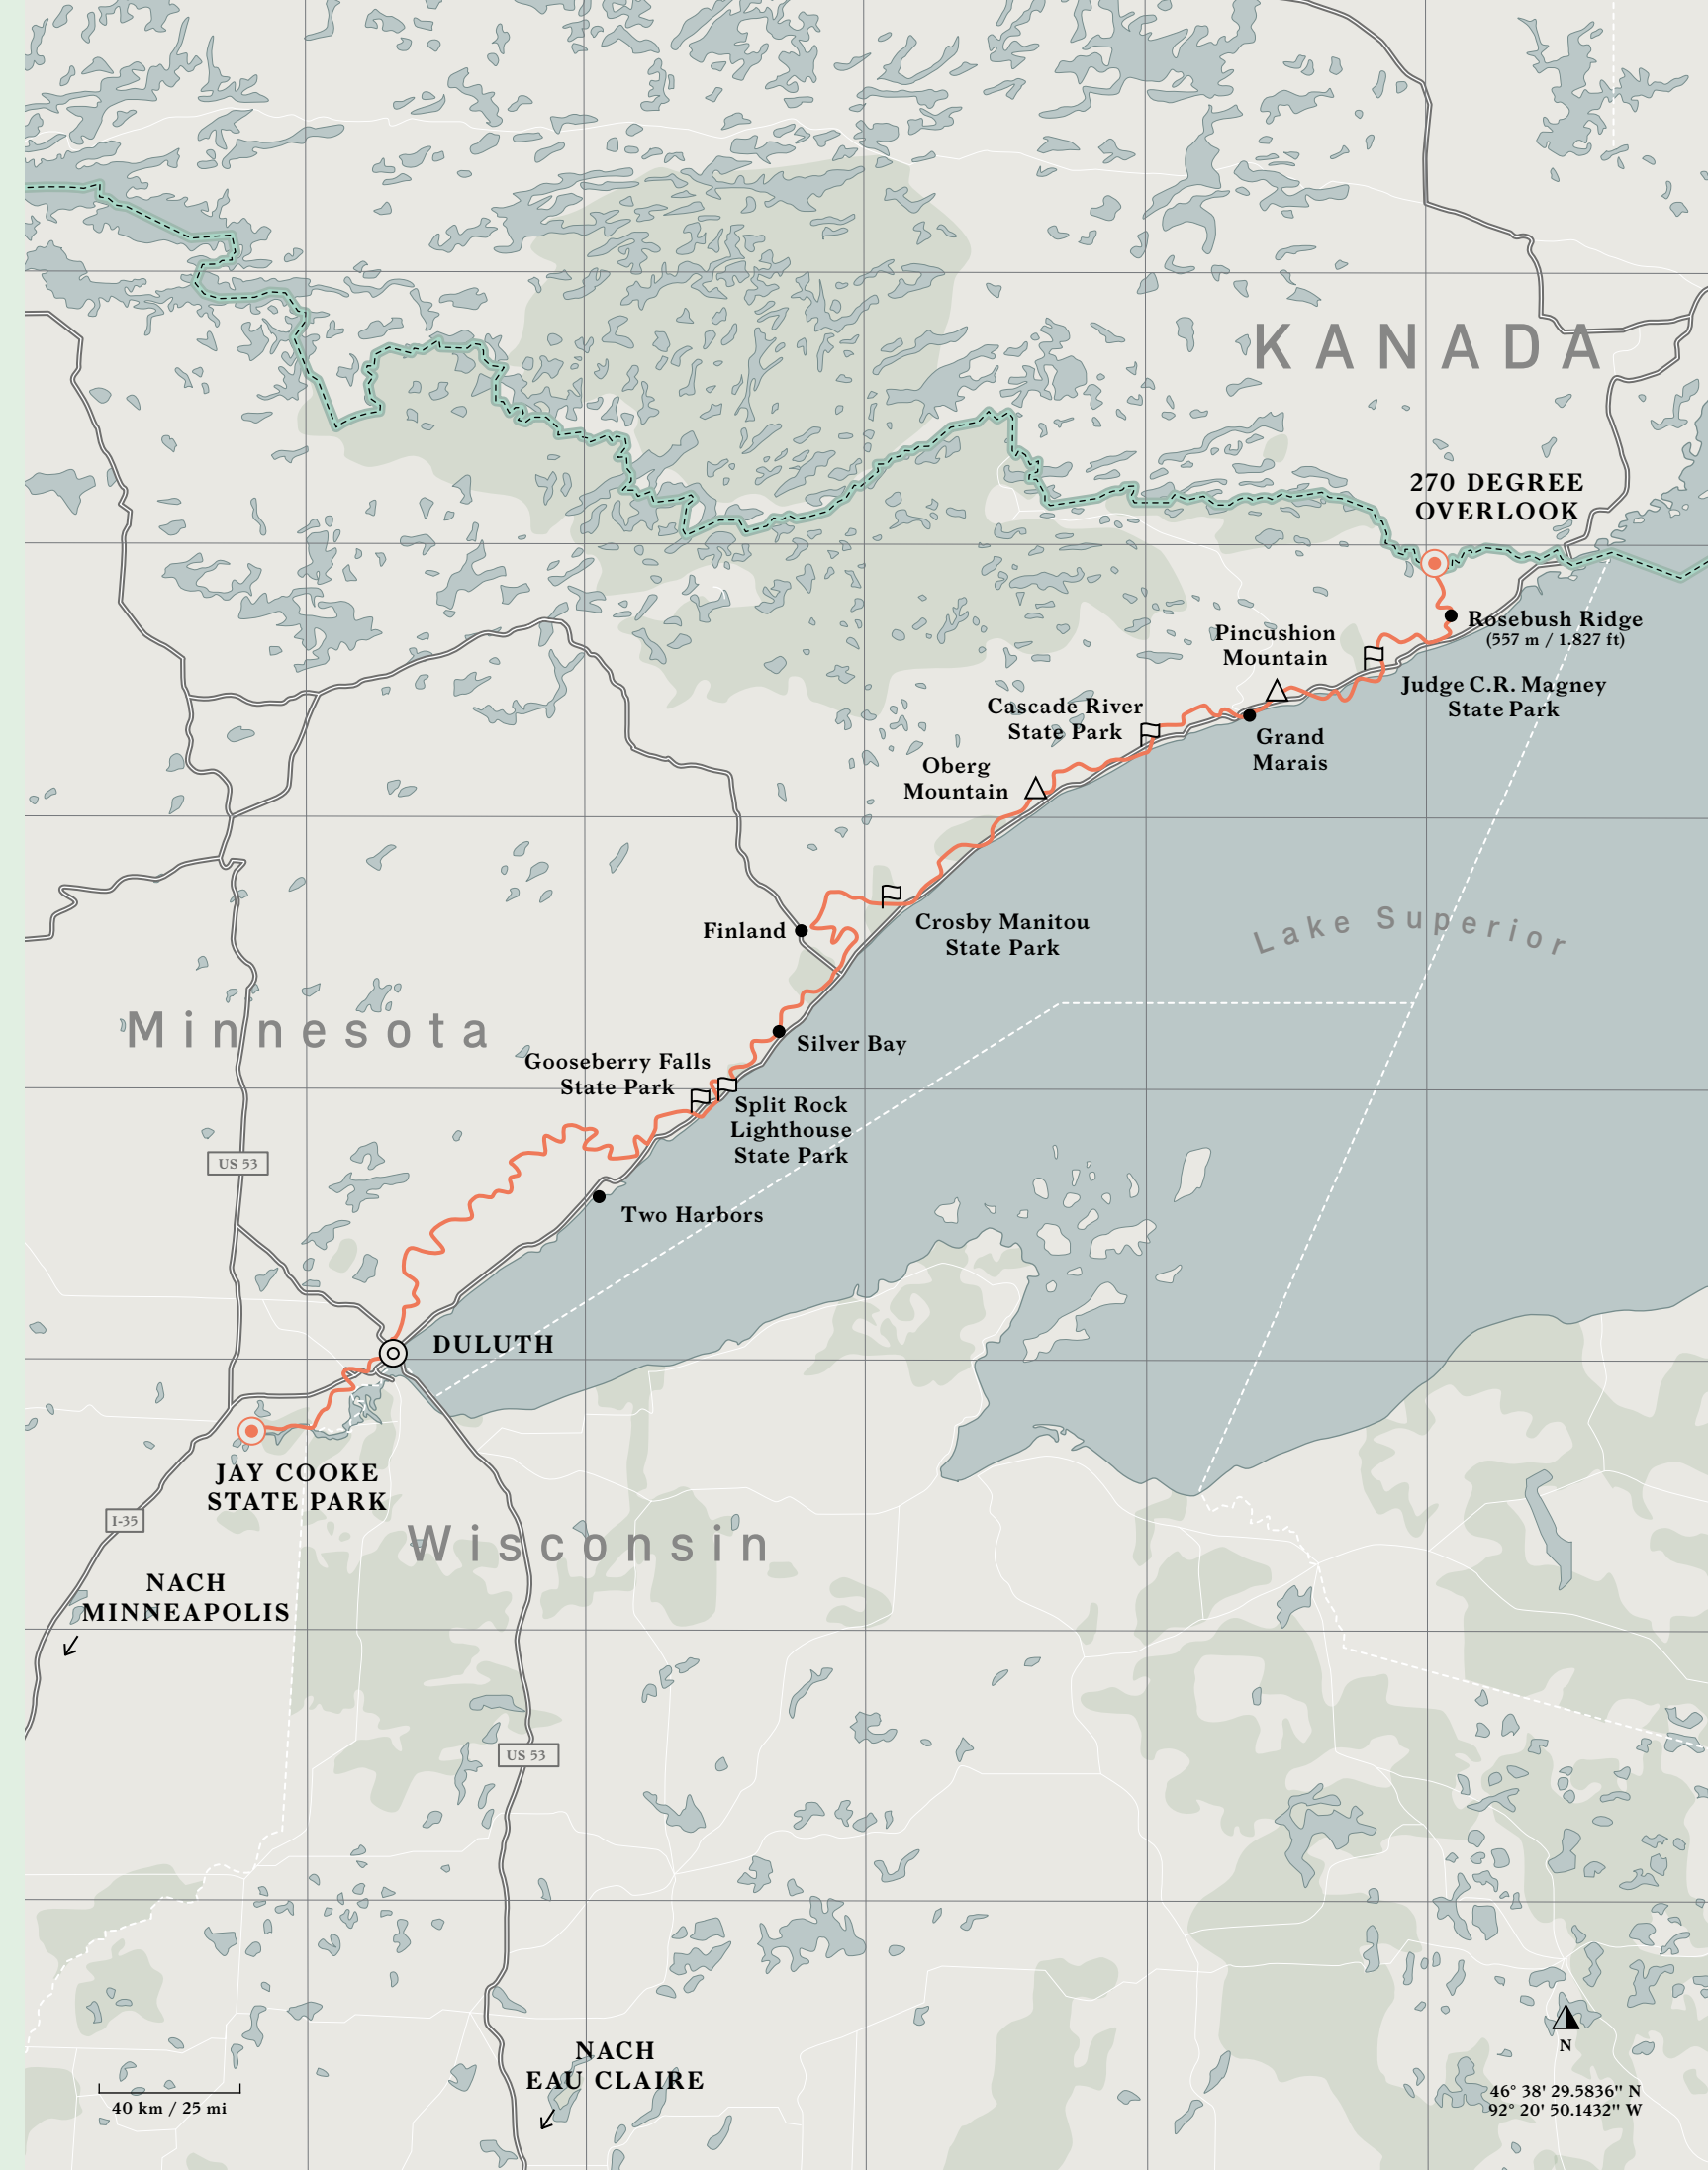 KANADA
270 DEGREE
OVERLOOK
Rosebush Ridge
(557 m / 1.827 ft)
Pincushion
Mountain
Judge C.R. Magney
State Park
Cascade River
State Park
Grand
Marais
Oberg
Mountain
Finland
Crosby Manitou
State Park
Lake Superior
Minnesota
Silver Bay
Gooseberry Falls
State Park
Split Rock
Lighthouse
State Park
US 53
Two Harbors
DULUTH
JAY COOKE
STATE PARK
I-35
Wisconsin
NACH
MINNEAPOLIS
US 53
N
NACH
EAU CLAIRE
40 km / 25 mi
46° 38' 29.5836" N
92° 20' 50.1432" W